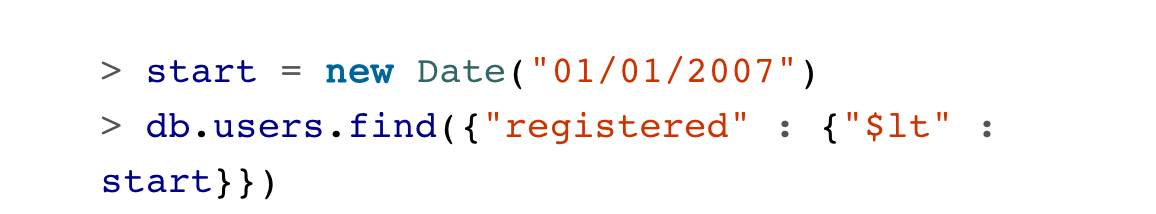 > start = new Date("01/01/2007")
> db.users.find({"registered" : {"$lt" :
start}})